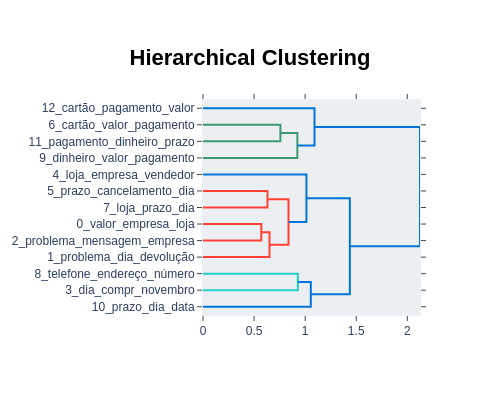 Hierarchical Clustering
12_cartão_pagamento_valor
6_cartão_valor_pagamento
11_pagamento_dinheiro_prazo
9_dinheiro_valor_pagamento
4_loja_empresa_vendedor
5_prazo_cancelamento_dia
7_loja_prazo_dia
0_valor_empresa_loja
2_problema_mensagem_empresa
1_problema_dia_devolução
8_telefone_endereço_número
3_dia_compr_novembro
10_prazo_dia_data
0 0.5 1 1.5 2